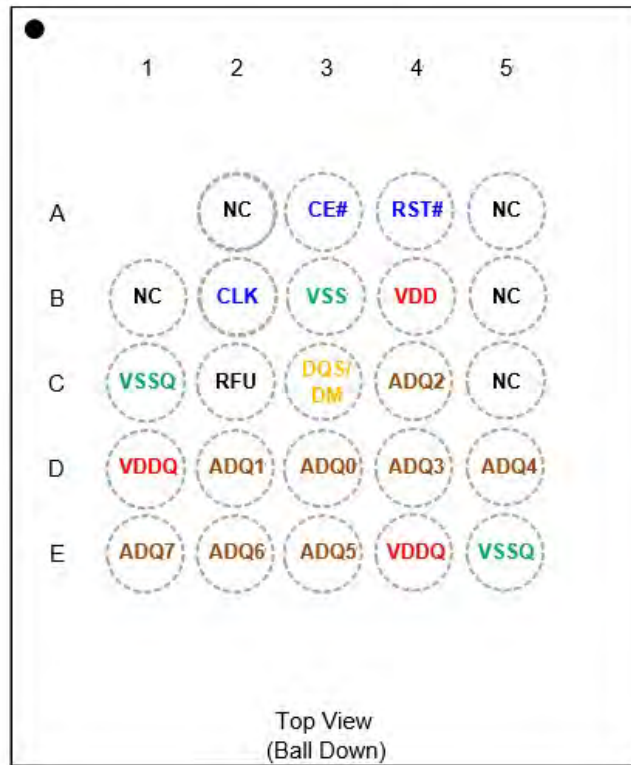 1 2 3 4 5
A NC CE# RST# NC
B NC CLK VSS VDD NC
C VSSQ RFU DQS/ DM ADQ2 NC
D VDDQ ADQ1 ADQ0 ADQ3 ADQ4
E ADQ7 ADQ6 ADQ5 VDDQ VSSQ
Top View
(Ball Down)